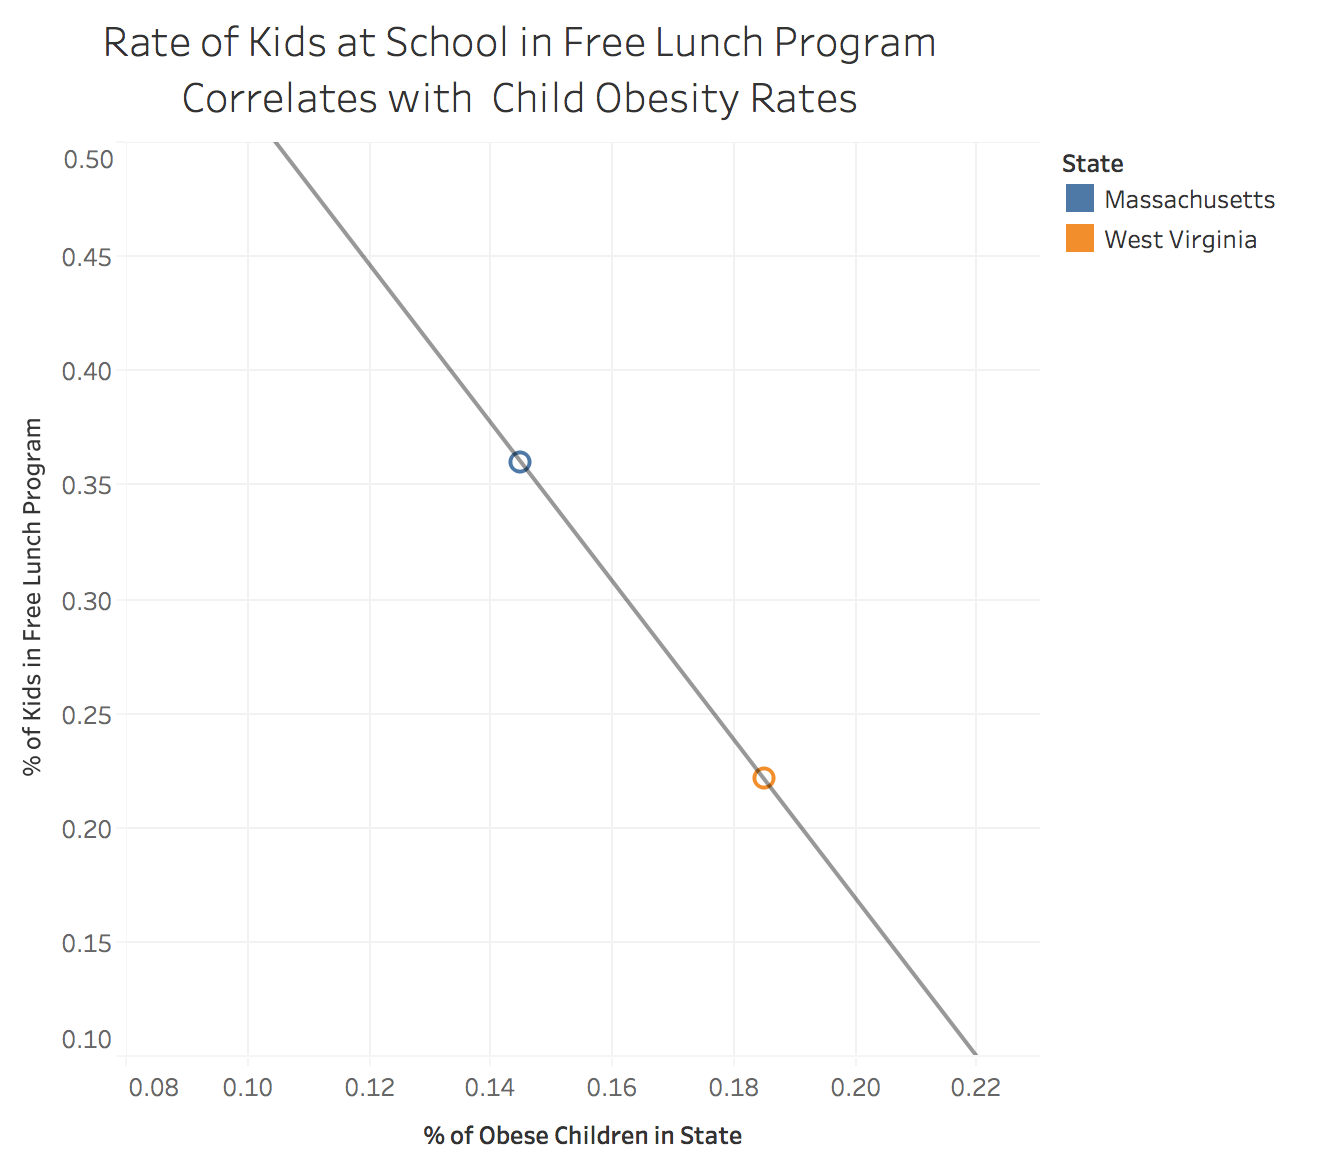 Rate of Kids at School in Free Lunch Program
Correlates with  Child Obesity Rates
State
Massachusetts
West Virginia
% of Kids in Free Lunch Program
0.50
0.45
0.40
0.35
0.30
0.25
0.20
0.15
0.10
0.08 0.10 0.12 0.14 0.16 0.18 0.20 0.22
% of Obese Children in State